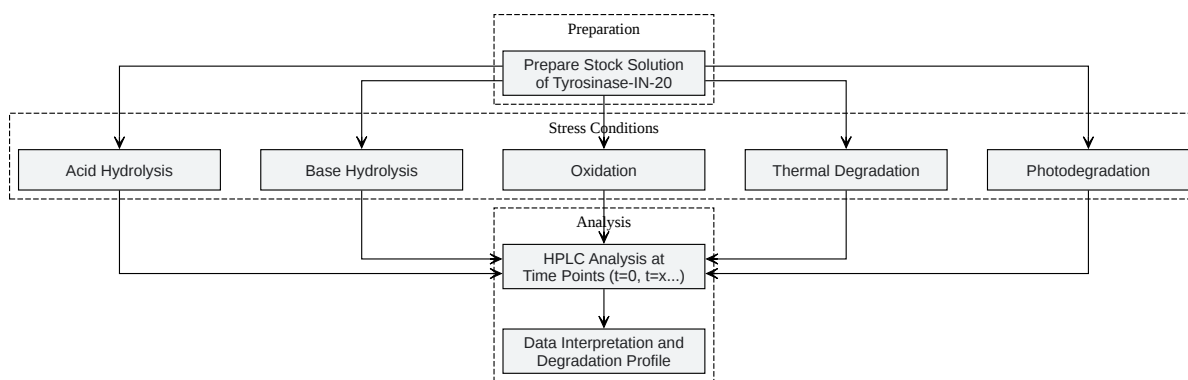 Preparation
Prepare Stock Solution
of Tyrosinase-IN-20
Stress Conditions
Acid Hydrolysis
Base Hydrolysis
Oxidation
Thermal Degradation
Photodegradation
Analysis
HPLC Analysis at
Time Points (t=0, t=x...)
Data Interpretation and
Degradation Profile